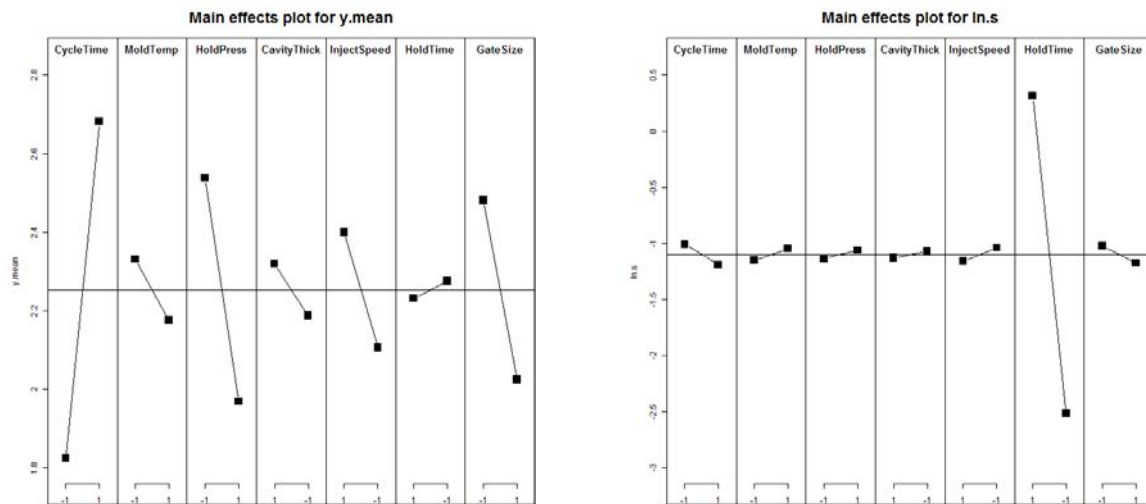 Main effects plot for y.mean
CycleTime MoldTemp HoldPress CavityThick InjectSpeed HoldTime GateSize
2.8
2.6
2.4
2.2
2
1.8
y.mean
-1 1 -1 1 -1 1 1 -1 1 -1 1 -1 -1 1
Main effects plot for ln.s
CycleTime MoldTemp HoldPress CavityThick InjectSpeed HoldTime GateSize
0.5
0
-0.5
-1
-1.5
-2
-2.5
-3
ln.s
-1 1 -1 1 -1 1 1 -1 1 -1 1 -1 -1 1